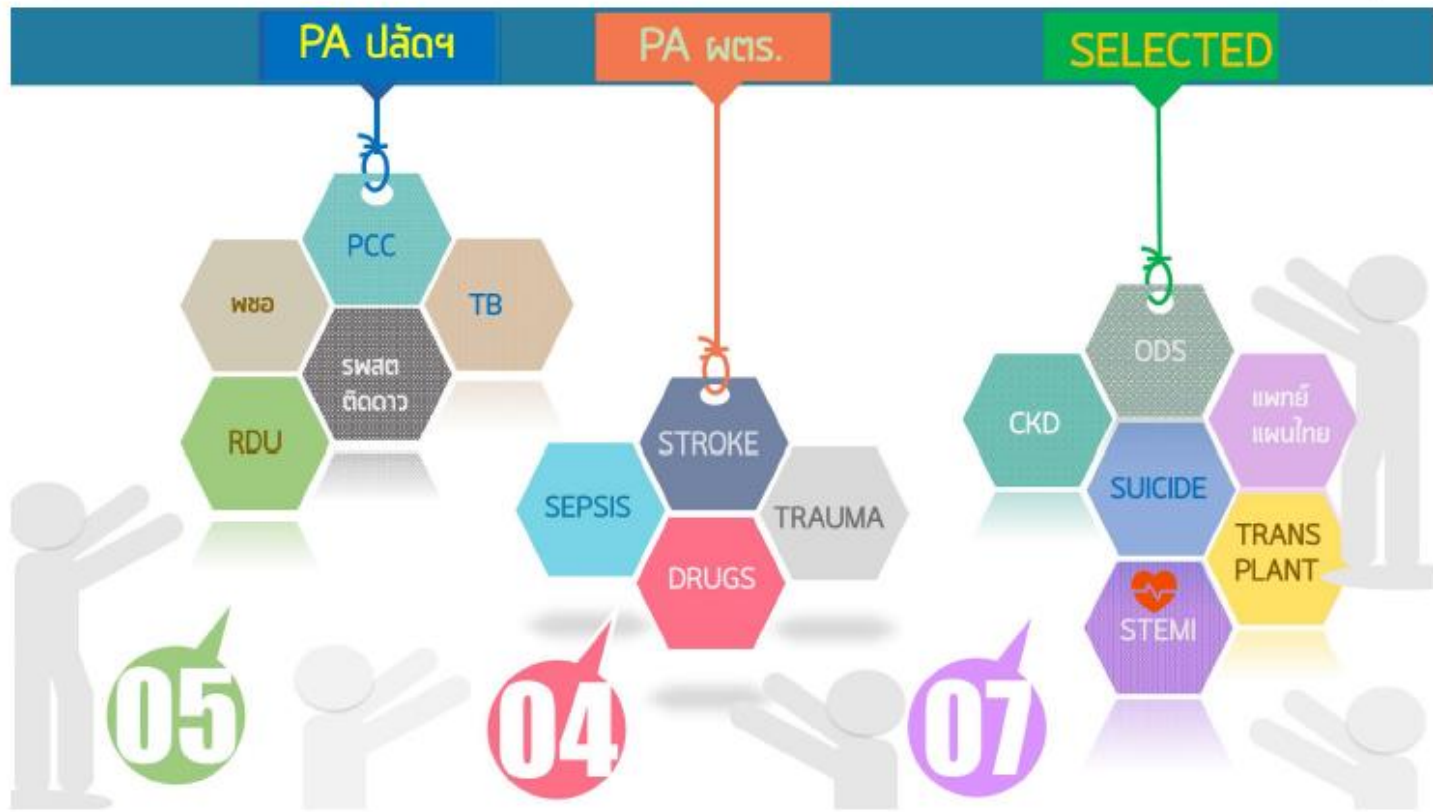 PA ปลัดฯ
PA ผตร.
SELECTED
PCC
พชอ
TB
รพสต
ติดดาว
RDU
STROKE
SEPSIS
TRAUMA
DRUGS
ODS
CKD
แพทย์
แผนไทย
SUICIDE
TRANS
PLANT
STEMI
05
04
07